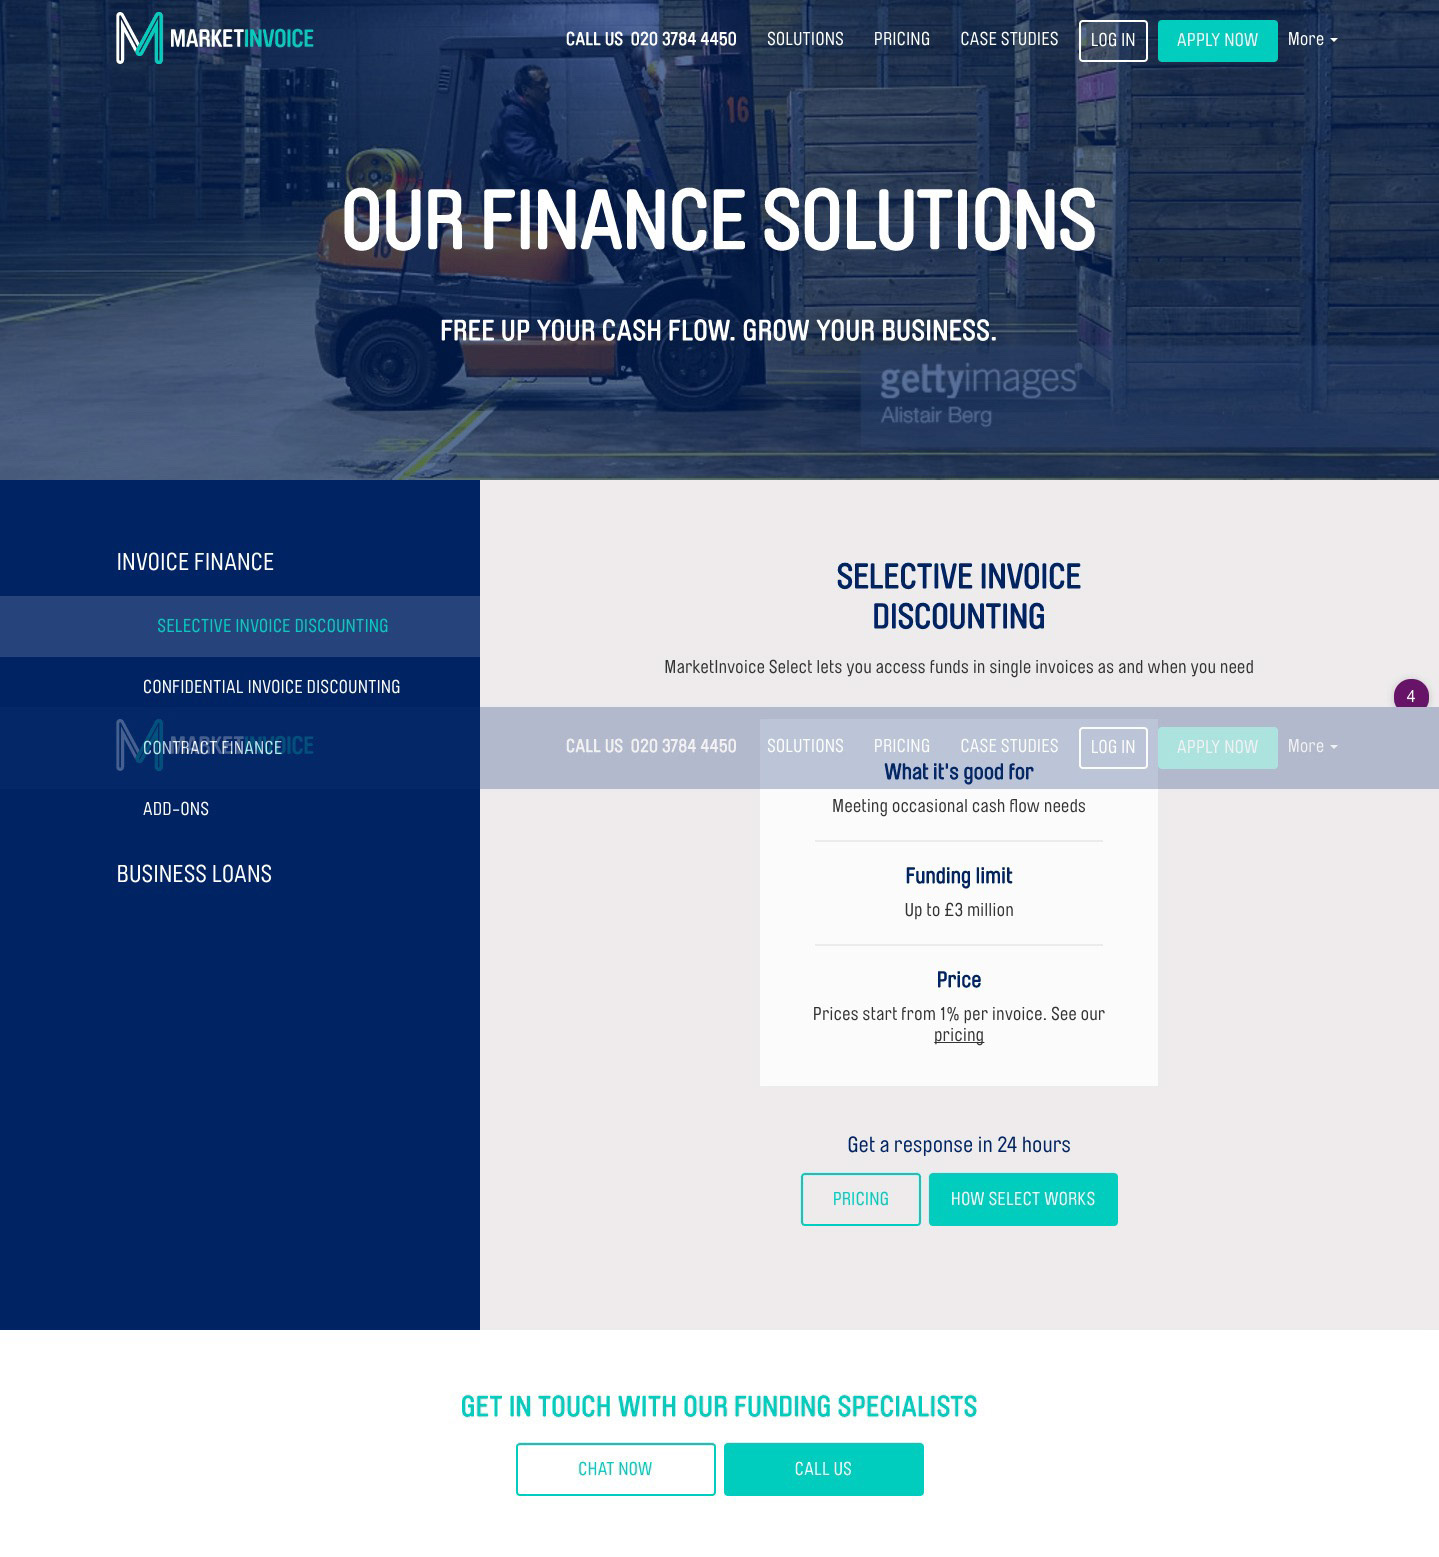 MARKETINVOICE
CALL US 020 3784 4450 SOLUTIONS PRICING CASE STUDIES LOG IN APPLY NOW More
16
OUR FINANCE SOLUTIONS
16
FREE UP YOUR CASH FLOW. GROW YOUR BUSINESS.
gettyimages®
Alistair Berg
INVOICE FINANCE
SELECTIVE INVOICE DISCOUNTING
CONFIDENTIAL INVOICE DISCOUNTING
CONTRACT FINANCE
ADD-ONS
BUSINESS LOANS
SELECTIVE INVOICE
DISCOUNTING
MarketInvoice Select lets you access funds in single invoices as and when you need
4
MARKETINVOICE
CALL US 020 3784 4450 SOLUTIONS PRICING CASE STUDIES LOG IN APPLY NOW More
What it's good for
Meeting occasional cash flow needs
Funding limit
Up to £3 million
Price
Prices start from 1% per invoice. See our
pricing
Get a response in 24 hours
PRICING HOW SELECT WORKS
GET IN TOUCH WITH OUR FUNDING SPECIALISTS
CHAT NOW CALL US